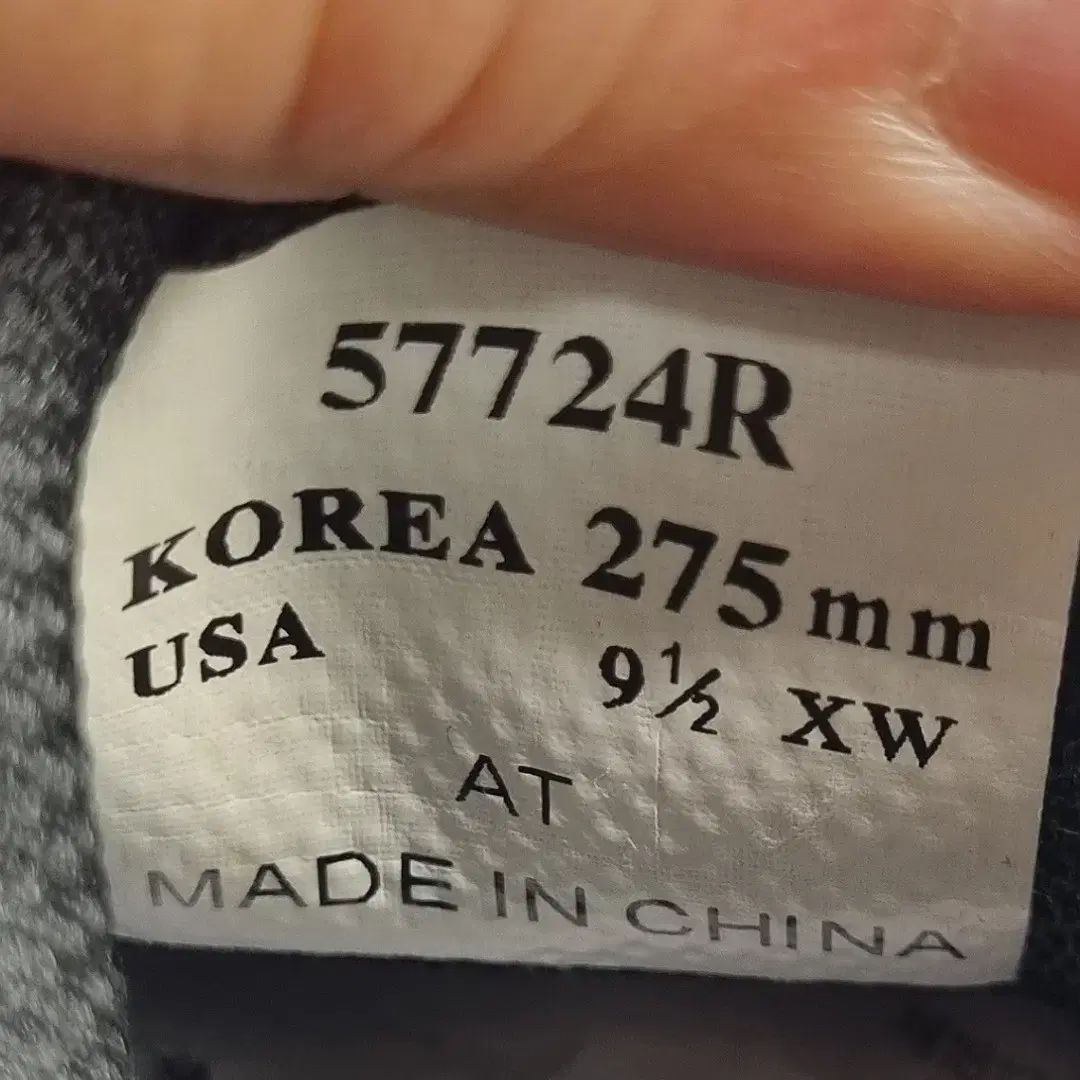 57724R
KOREA 275mm
USA 9½ XW
AT
MADE IN CHINA